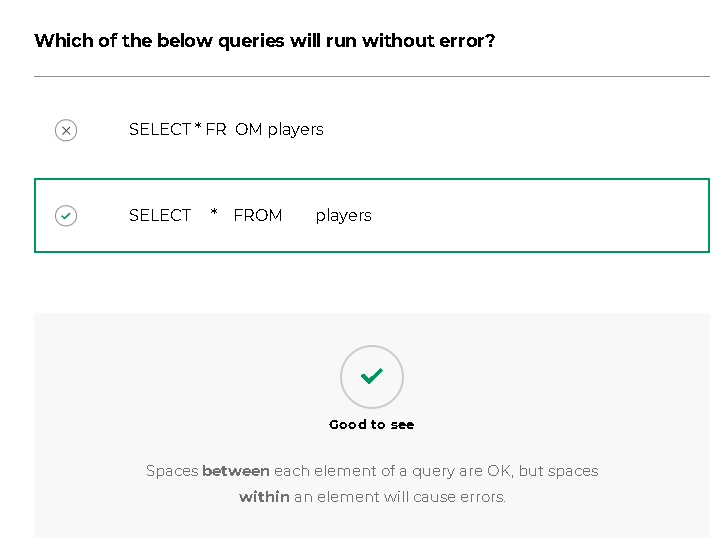 Which of the below queries will run without error?
SELECT * FR OM players
SELECT * FROM players
Good to see
Spaces between each element of a query are OK, but spaces
within an element will cause errors.